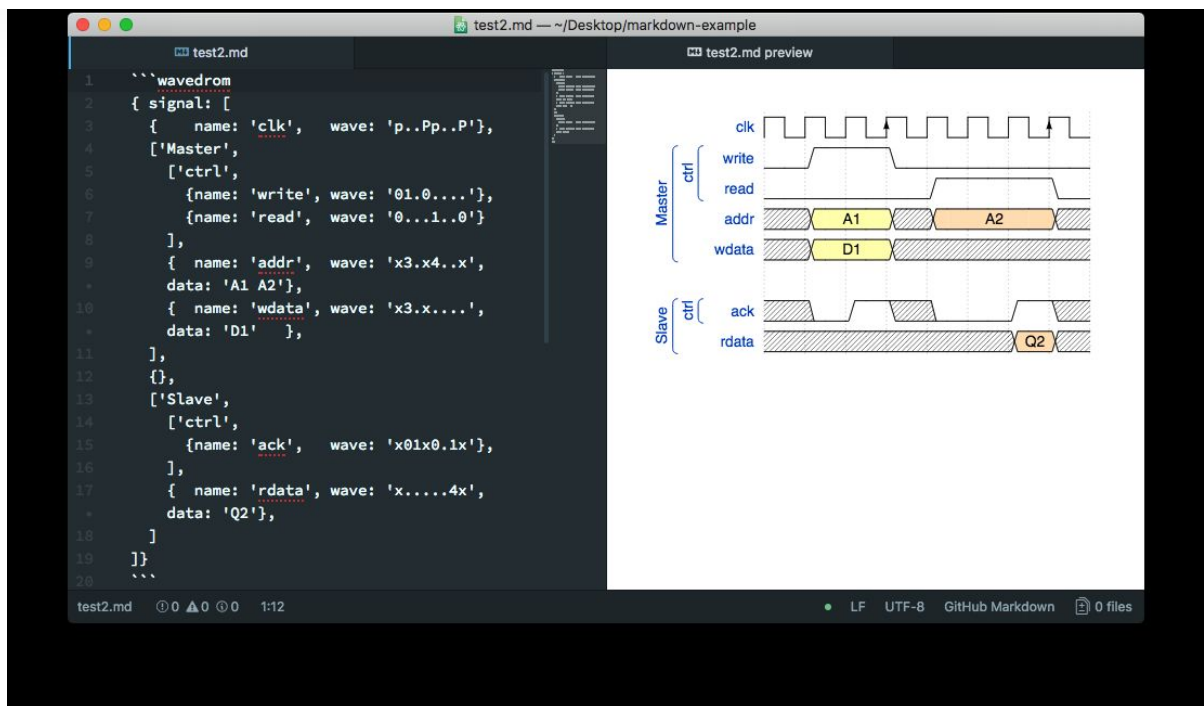 test2.md — ~/Desktop/markdown-example
test2.md
test2.md preview
1 ```wavedrom
2 { signal: [
3 { name: 'clk', wave: 'p..Pp..P'},
4 ['Master',
5 ['ctrl',
6 {name: 'write', wave: '01.0....'},
7 {name: 'read', wave: '0...1..0'}
8 ],
9 { name: 'addr', wave: 'x3.x4..x',
• data: 'A1 A2'},
10 { name: 'wdata', wave: 'x3.x....',
• data: 'D1' },
11 ],
12 {},
13 ['Slave',
14 ['ctrl',
15 {name: 'ack', wave: 'x01x0.1x'},
16 ],
17 { name: 'rdata', wave: 'x.....4x',
• data: 'Q2'},
18 ]
19 ]}
20 ```
clk
Master
ctrl
write
read
addr A1 A2
wdata D1
Slave
ctrl
ack
rdata Q2
test2.md 0 0 0 1:12
LF UTF-8 GitHub Markdown 0 files